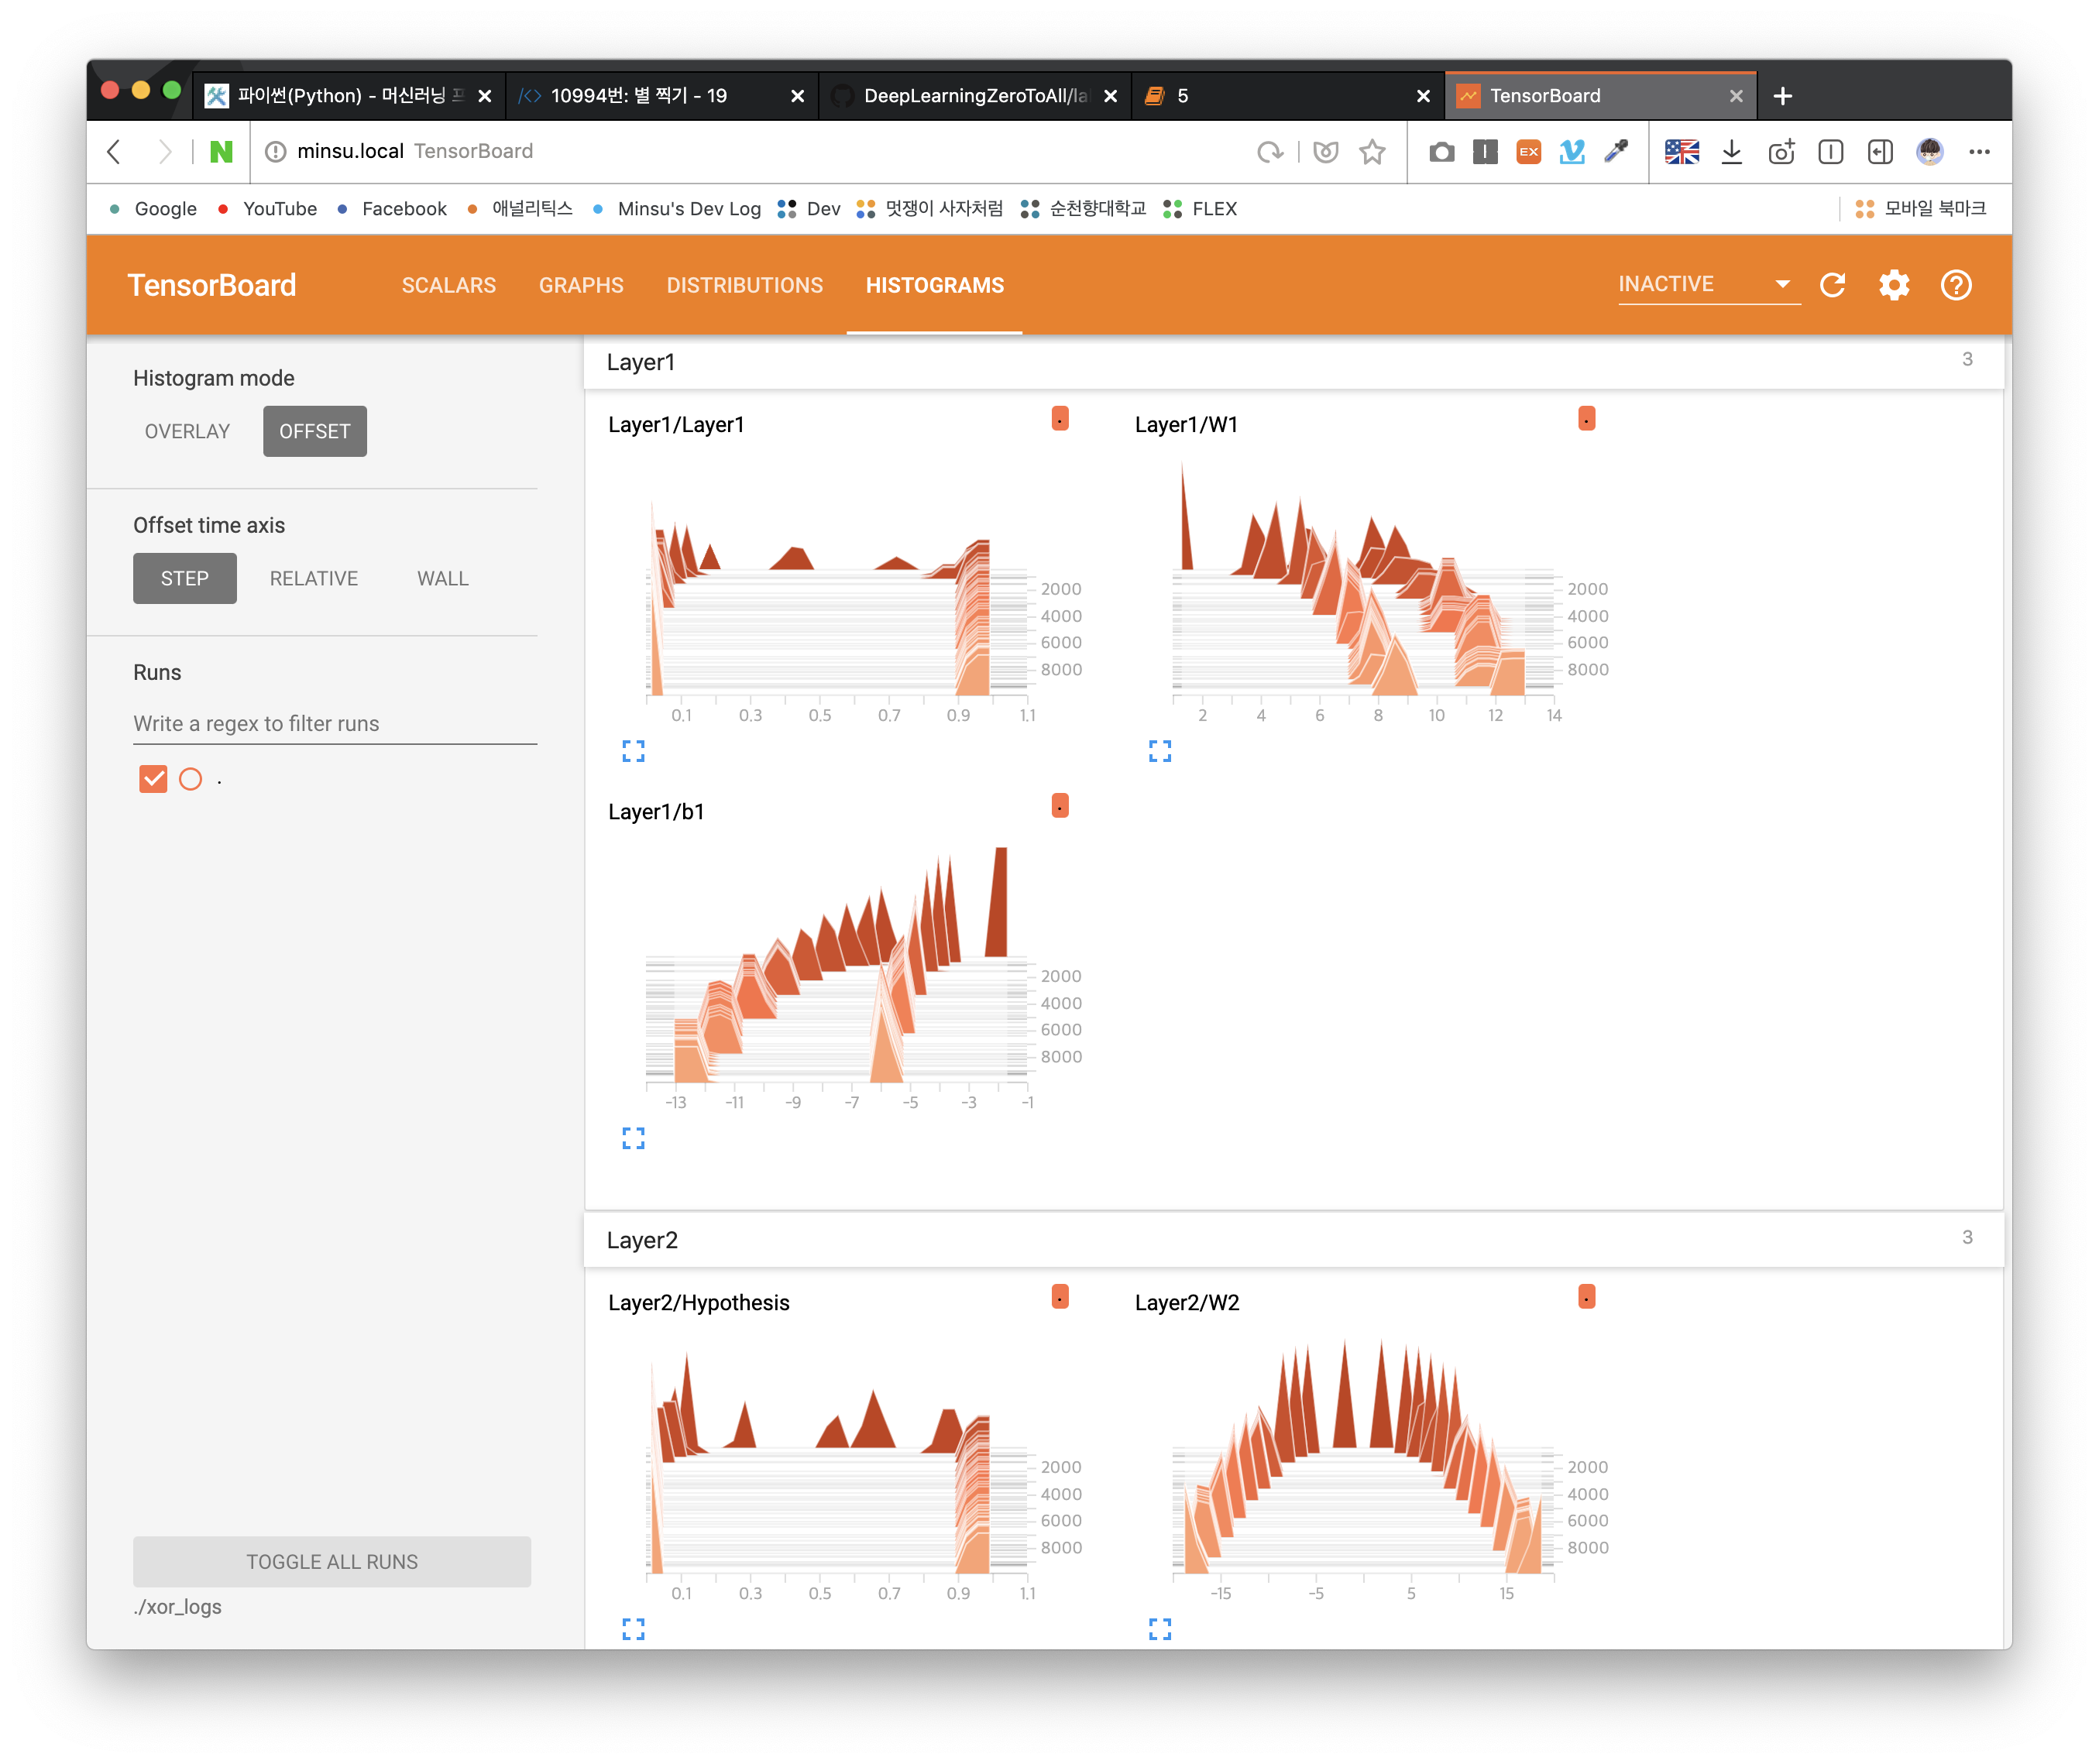 파이썬(Python) - 머신러닝
10994번: 별 찍기 - 19
DeepLearningZeroToAll/la
5
TensorBoard
minsu.local TensorBoard
EX
Google YouTube Facebook 애널리틱스 Minsu's Dev Log Dev 멋쟁이 사자처럼 순천향대학교 FLEX 모바일 북마크
TensorBoard SCALARS GRAPHS DISTRIBUTIONS HISTOGRAMS INACTIVE
Histogram mode
OVERLAY OFFSET
Offset time axis
STEP RELATIVE WALL
Runs
Write a regex to filter runs
.
TOGGLE ALL RUNS
./xor_logs
Layer1 3
Layer1/Layer1 .
2000
4000
6000
8000
0.1 0.3 0.5 0.7 0.9 1.1
Layer1/W1 .
2000
4000
6000
8000
2 4 6 8 10 12 14
Layer1/b1 .
2000
4000
6000
8000
-13 -11 -9 -7 -5 -3 -1
Layer2 3
Layer2/Hypothesis .
2000
4000
6000
8000
0.1 0.3 0.5 0.7 0.9 1.1
Layer2/W2 .
2000
4000
6000
8000
-15 -5 5 15